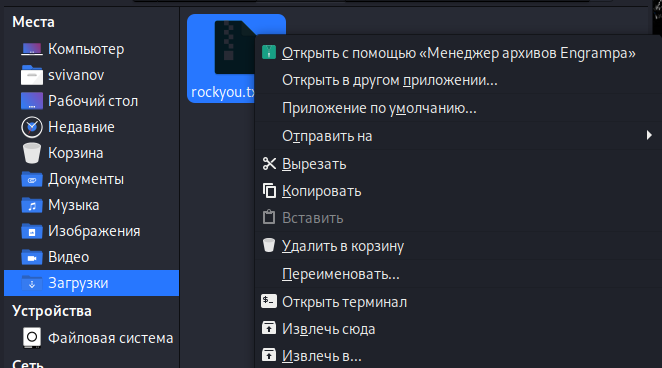 Места
Компьютер
svivanov
Рабочий стол
Недавние
Корзина
Документы
Музыка
Изображения
Видео
Загрузки
Устройства
Файловая система
Сеть
rockyou.tx
Открыть с помощью «Менеджер архивов Engrampa»
Открыть в другом приложении...
Приложение по умолчанию...
Отправить на
Вырезать
Копировать
Вставить
Удалить в корзину
Переименовать...
Открыть терминал
Извлечь сюда
Извлечь в...